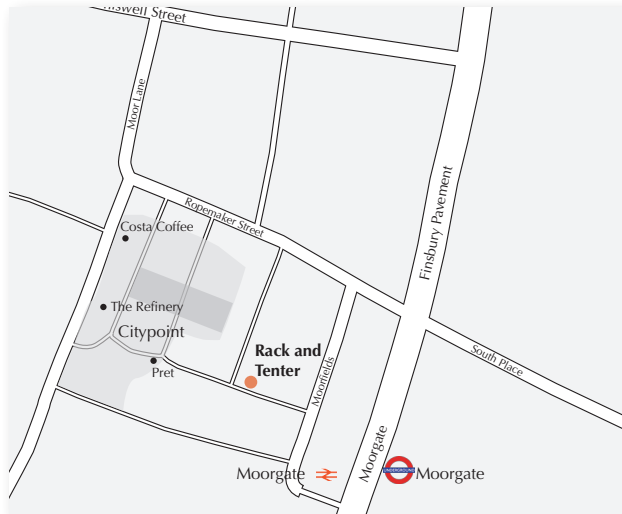 Street
Moor Lane
Ropemaker Street
Costa Coffee
Finsbury Pavement
The Refinery
Citypoint
Rack and
Tenter
Pret
Moorfields
South Place
Moorgate
Moorgate
UNDERGROUND
Moorgate